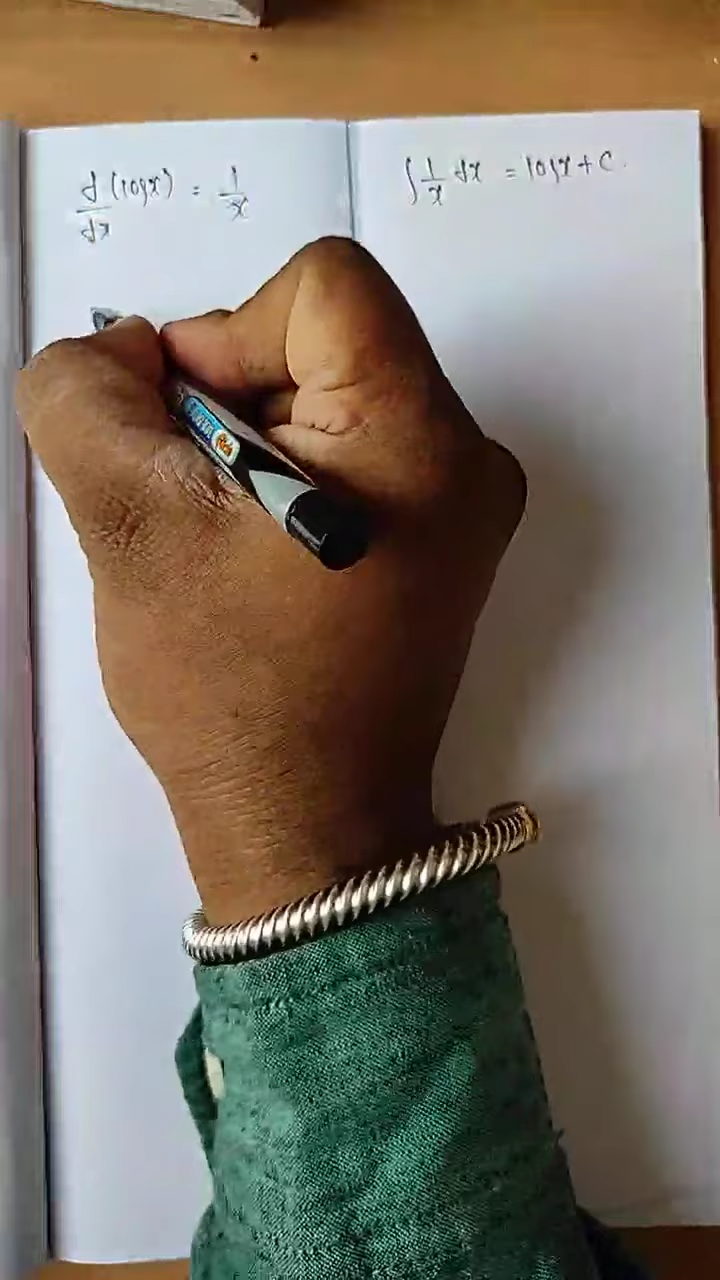 d/dx (logx) = 1/x
∫ 1/x dx = logx + C.